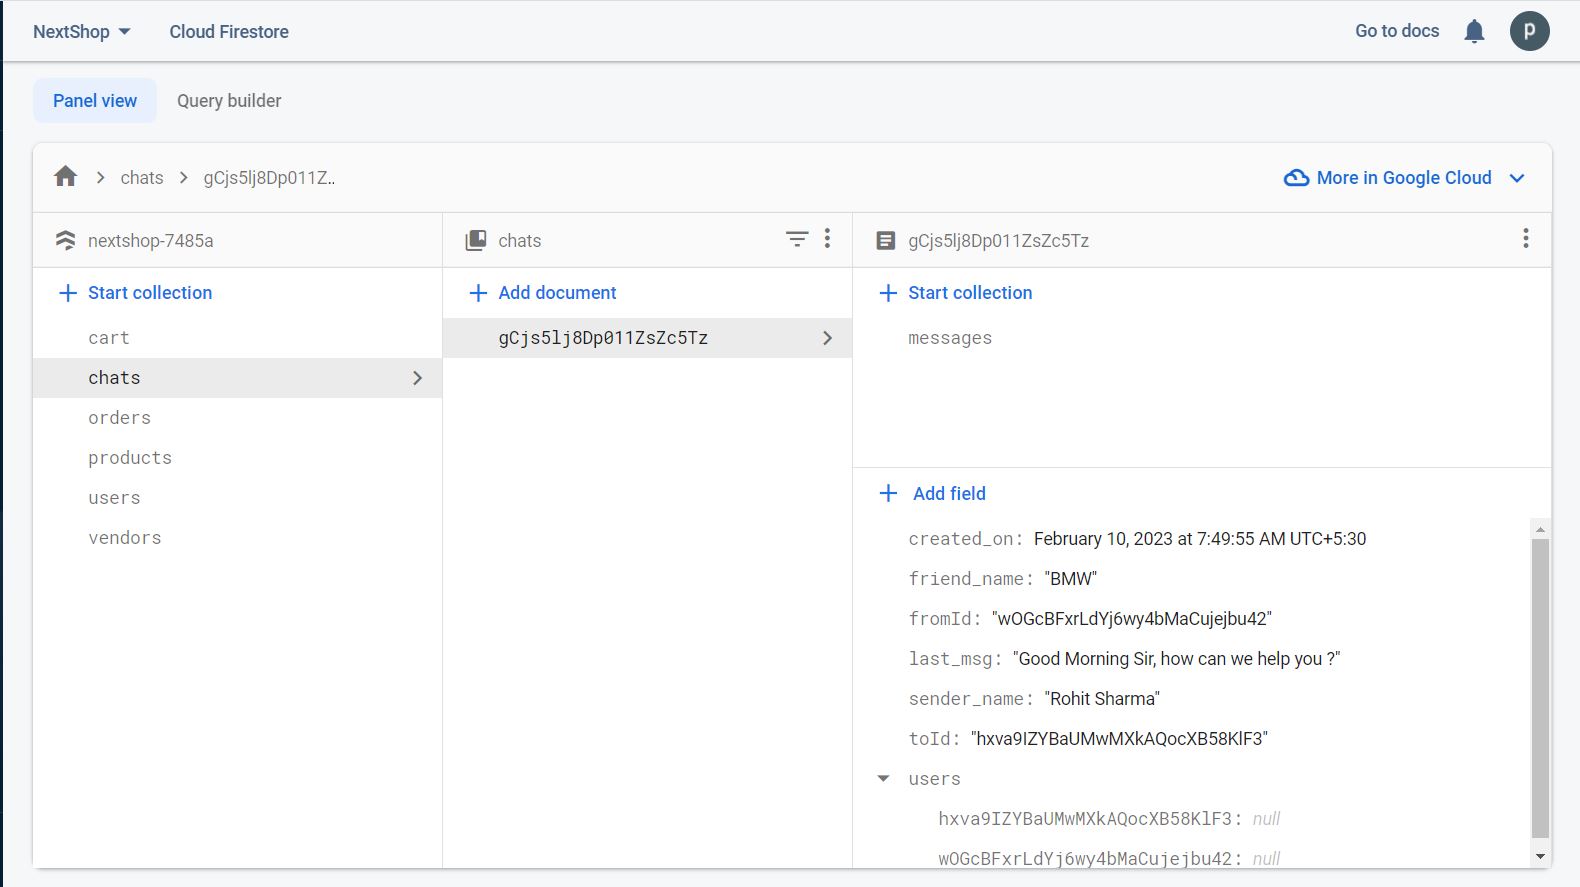 NextShop
Cloud Firestore
Go to docs
p
Panel view
Query builder
chats
gCjs5lj8Dp011Z..
More in Google Cloud
nextshop-7485a
chats
gCjs5lj8Dp011ZsZc5Tz
Start collection
Add document
Start collection
cart
gCjs5lj8Dp011ZsZc5Tz
messages
chats
orders
products
users
vendors
Add field
created_on: February 10, 2023 at 7:49:55 AM UTC+5:30
friend_name: "BMW"
fromId: "wOGcBFxrLdYj6wy4bMaCujejbu42"
last_msg: "Good Morning Sir, how can we help you ?"
sender_name: "Rohit Sharma"
toId: "hxva9IZYBaUMwMXkAQocXB58KlF3"
users
hxva9IZYBaUMwMXkAQocXB58KlF3: null
wOGcBFxrLdYj6wy4bMaCujejbu42: null